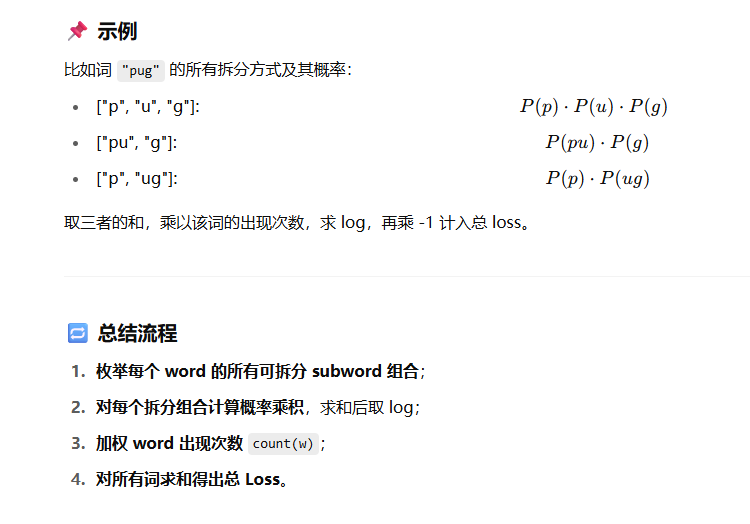 📌 示例
比如词 "pug" 的所有拆分方式及其概率：
• ["p", "u", "g"]: P(p) · P(u) · P(g)
• ["pu", "g"]: P(pu) · P(g)
• ["p", "ug"]: P(p) · P(ug)
取三者的和，乘以该词的出现次数，求 log，再乘 -1 计入总 loss。
🔁 总结流程
1. 枚举每个 word 的所有可拆分 subword 组合；
2. 对每个拆分组合计算概率乘积，求和后取 log；
3. 加权 word 出现次数 count(w)；
4. 对所有词求和得出总 Loss。